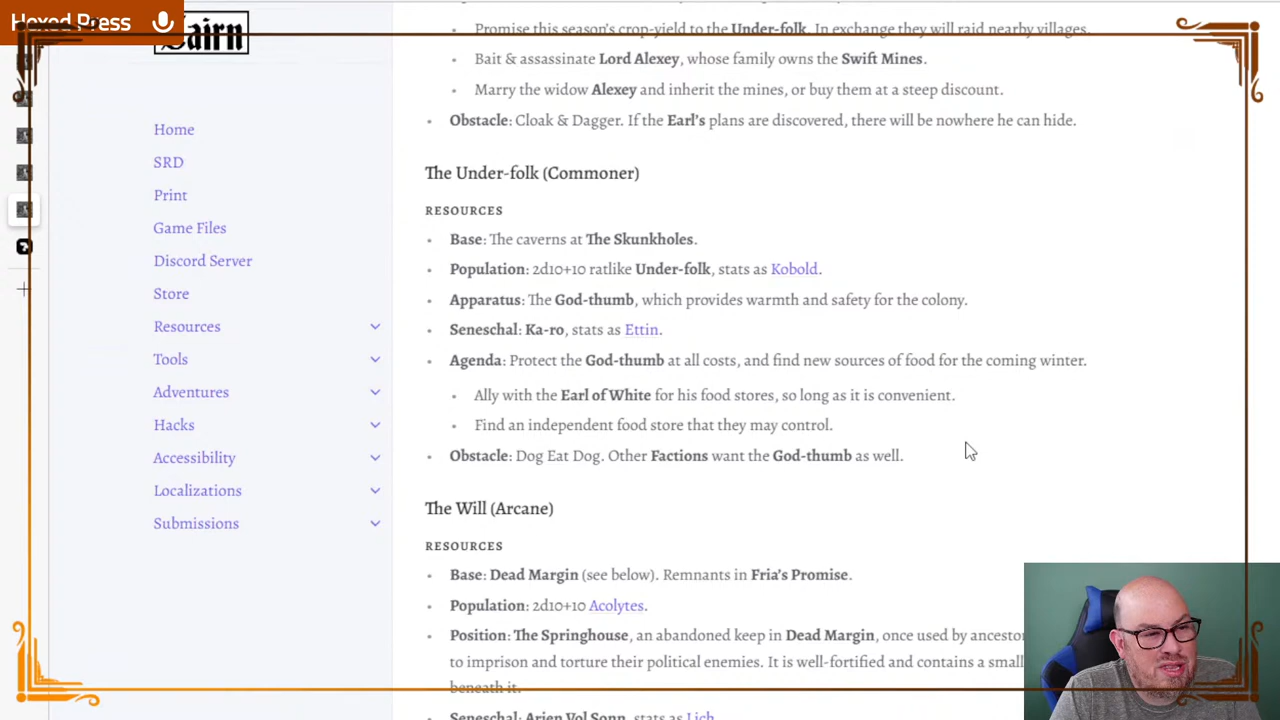 Hexed Press
Cairn
Home
SRD
Print
Game Files
Discord Server
Store
Resources
Tools
Adventures
Hacks
Accessibility
Localizations
Submissions
Promise this season's crop-yield to the Under-folk. In exchange they will raid nearby villages.
Bait & assassinate Lord Alexey, whose family owns the Swift Mines.
Marry the widow Alexey and inherit the mines, or buy them at a steep discount.
Obstacle: Cloak & Dagger. If the Earl's plans are discovered, there will be nowhere he can hide.
The Under-folk (Commoner)
RESOURCES
Base: The caverns at The Skunkholes.
Population: 2d10+10 ratlike Under-folk, stats as Kobold.
Apparatus: The God-thumb, which provides warmth and safety for the colony.
Seneschal: Ka-ro, stats as Ettin.
Agenda: Protect the God-thumb at all costs, and find new sources of food for the coming winter.
Ally with the Earl of White for his food stores, so long as it is convenient.
Find an independent food store that they may control.
Obstacle: Dog Eat Dog. Other Factions want the God-thumb as well.
The Will (Arcane)
RESOURCES
Base: Dead Margin (see below). Remnants in Fria's Promise.
Population: 2d10+10 Acolytes.
Position: The Springhouse, an abandoned keep in Dead Margin, once used by ancestor
to imprison and torture their political enemies. It is well-fortified and contains a small
beneath it.
Seneschal: Arien Vol Sonn, stats as Lich.